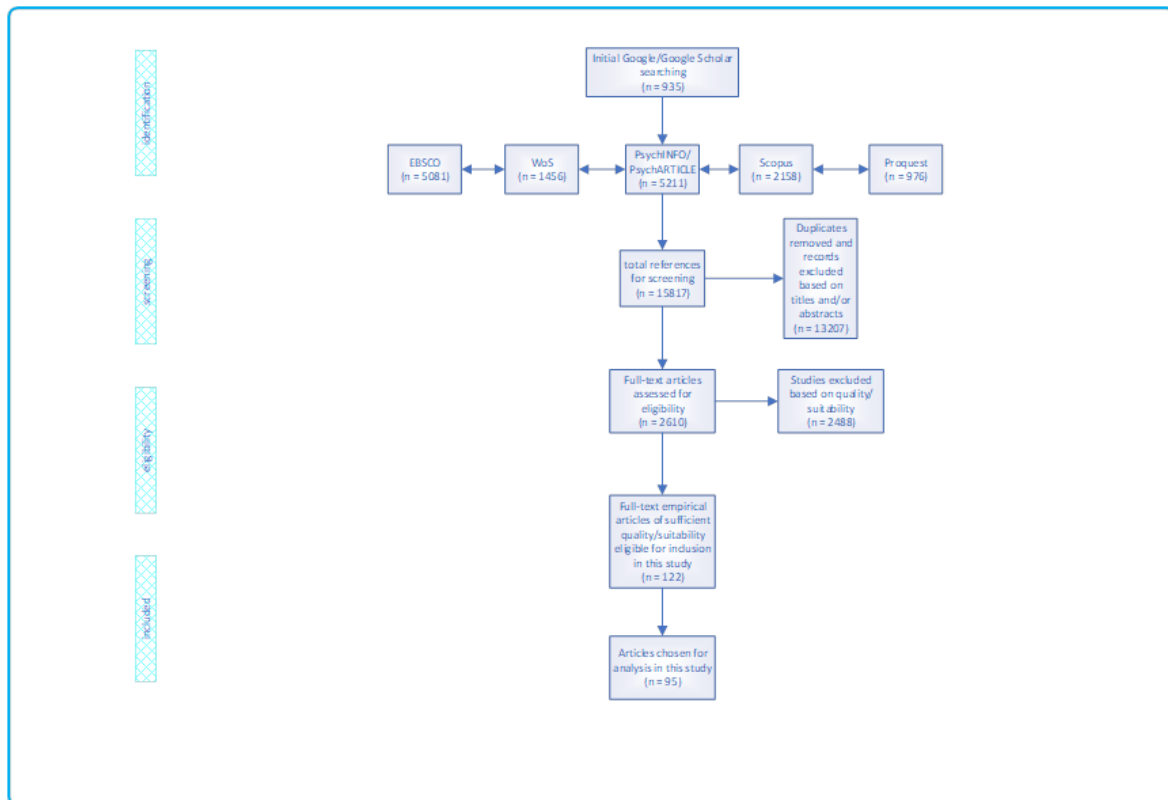 identification
Initial Google/Google Scholar
searching
(n = 935)
EBSCO
(n = 5081)
WoS
(n = 1456)
PsychINFO/
PsychARTICLE
(n = 5211)
Scopus
(n = 2158)
Proquest
(n = 976)
screening
total references
for screening
(n = 15817)
Duplicates
removed and
records
excluded
based on
titles and/or
abstracts
(n = 13207)
eligibility
Full-text articles
assessed for
eligibility
(n = 2610)
Studies excluded
based on quality/
suitability
(n = 2488)
Full-text empirical
articles of sufficient
quality/suitability
eligible for inclusion
in this study
(n = 122)
included
Articles chosen for
analysis in this study
(n = 95)